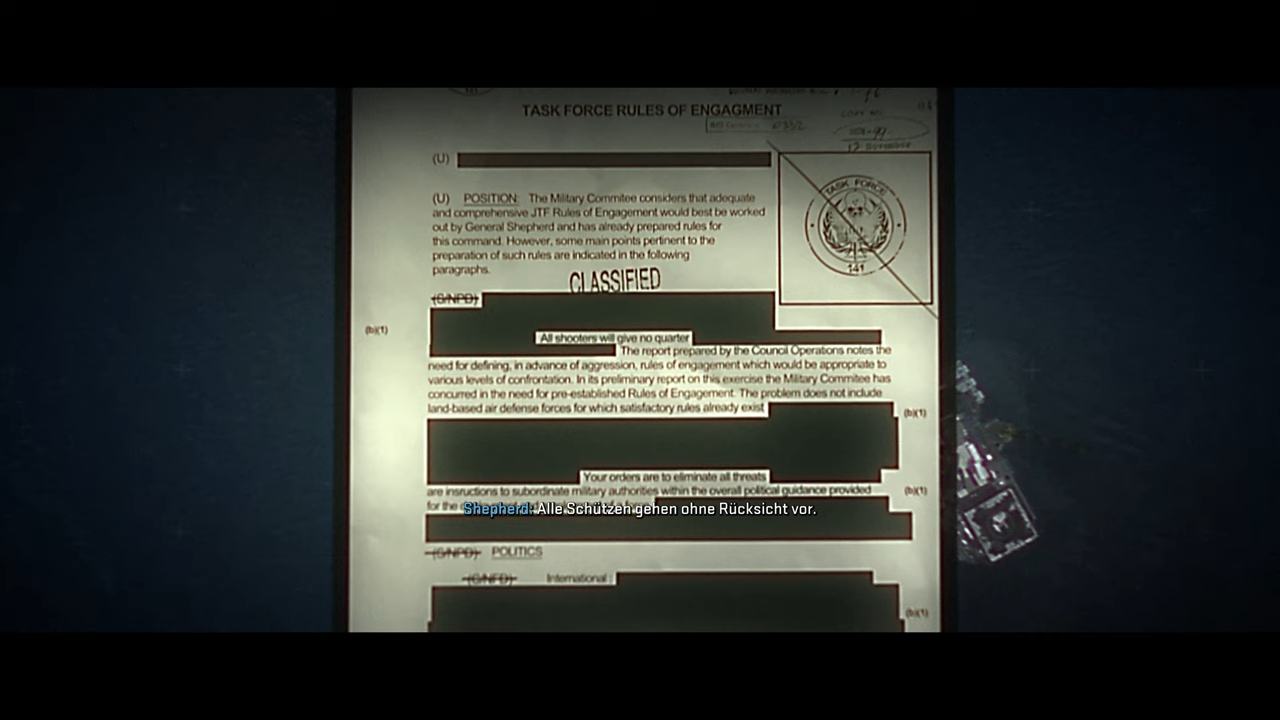 TASK FORCE RULES OF ENGAGMENT
COPY NO.
(U)
TASK FORCE
141
(U) POSITION: The Military Commitee considers that adequate
and comprehensive JTF Rules of Engagement would best be worked
out by General Shepherd and has already prepared rules for
this command. However, some main points pertinent to the
preparation of such rules are indicated in the following
paragraphs.
CLASSIFIED
(S/NPD)
(b)(1)
All shooters will give no quarter
The report prepared by the Council Operations notes the
need for defining, in advance of aggression, rules of engagement which would be appropriate to
various levels of confrontation. In its preliminary report on this exercise the Military Commitee has
concurred in the need for pre-established Rules of Engagement. The problem does not include
land-based air defense forces for which satisfactory rules already exist
(b)(1)
Your orders are to eliminate all threats
are insructions to subordinate military authorities within the overall political guidance provided
(b)(1)
for the
Shepherd: Alle Schützen gehen ohne Rücksicht vor.
(S/NPD) POLITICS
(S/NFD) International :
(b)(1)